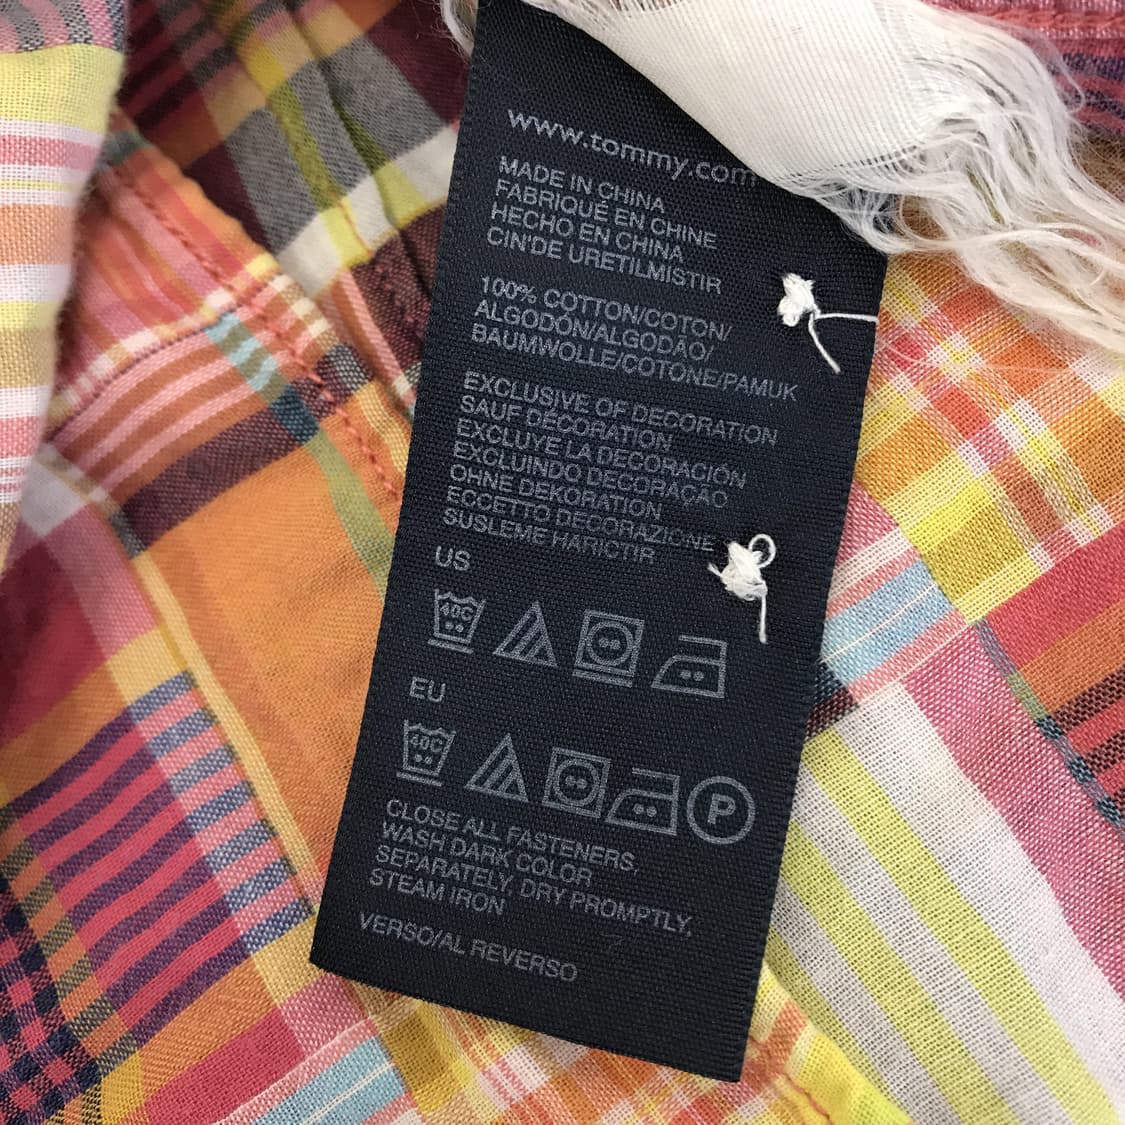 www.tommy.com
MADE IN CHINA
FABRIQUÉ EN CHINE
HECHO EN CHINA
CIN'DE URETILMISTIR
100% COTTON/COTON/
ALGODÓN/ALGODÃO/
BAUMWOLLE/COTONE/PAMUK
EXCLUSIVE OF DECORATION
SAUF DÉCORATION
EXCLUYE LA DECORACIÓN
EXCLUINDO DECORAÇÃO
OHNE DEKORATION
ECCETTO DECORAZIONE
SUSLEME HARICTIR
US
40C
EU
40C
P
CLOSE ALL FASTENERS,
WASH DARK COLOR
SEPARATELY, DRY PROMPTLY,
STEAM IRON
VERSO/AL REVERSO